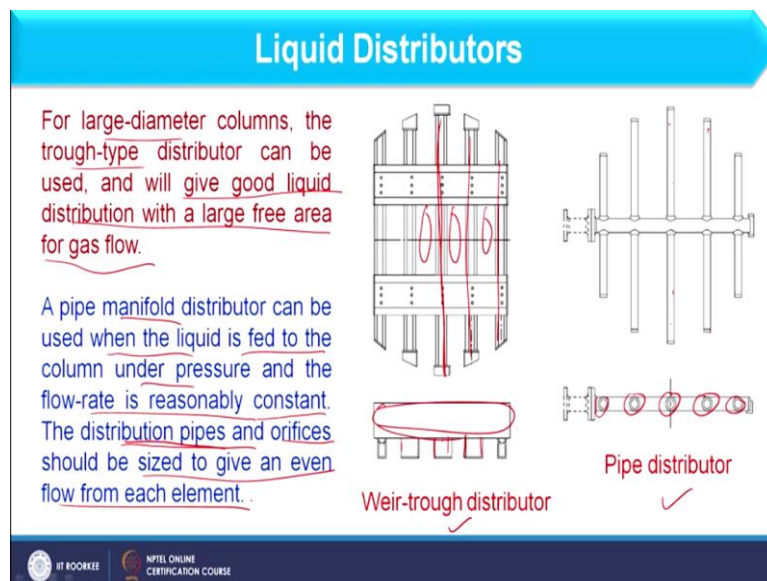 Liquid Distributors
For large-diameter columns, the
trough-type distributor can be
used, and will give good liquid
distribution with a large free area
for gas flow.
A pipe manifold distributor can be
used when the liquid is fed to the
column under pressure and the
flow-rate is reasonably constant.
The distribution pipes and orifices
should be sized to give an even
flow from each element.
Weir-trough distributor
Pipe distributor
IIT ROORKEE
NPTEL ONLINE
CERTIFICATION COURSE